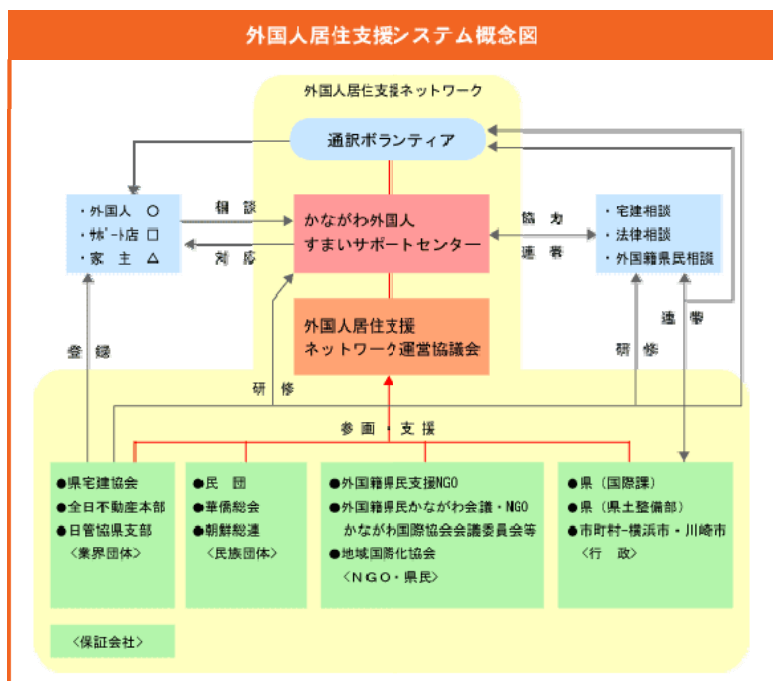 外国人居住支援システム概念図
外国人居住支援ネットワーク
通訳ボランティア
・外国人 ○
・ｻﾎﾟｰﾄ店 □
・家 主 △
相 談
対 応
かながわ外国人
すまいサポートセンター
協 力
連 帯
・宅建相談
・法律相談
・外国籍県民相談
外国人居住支援
ネットワーク運営協議会
登 録
研 修
連 帯
研 修
参 画 ・ 支 援
●県宅建協会
●全日不動産本部
●日管協県支部
〈業界団体〉
●民 団
●華僑総会
●朝鮮総連
〈民族団体〉
●外国籍県民支援NGO
●外国籍県民かながわ会議・NGO
かながわ国際協会会議委員会等
●地域国際化協会
〈ＮＧＯ・県民〉
●県（国際課）
●県（県土整備部）
●市町村-横浜市・川崎市
〈行 政〉
〈保証会社〉